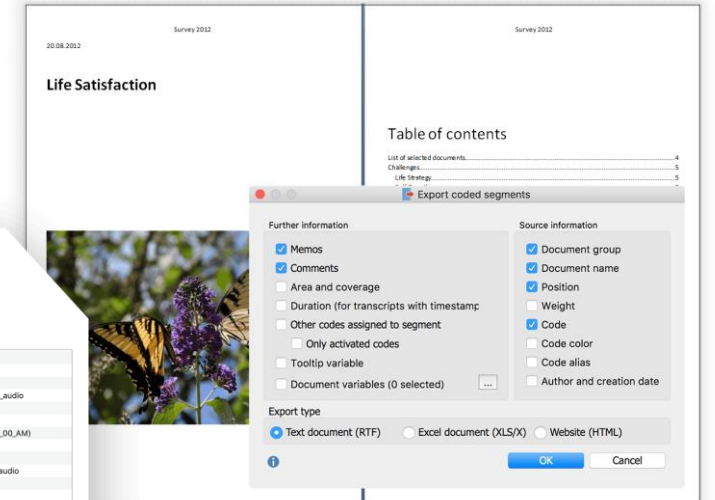 Survey 2012
20.08.2012
Life Satisfaction
Survey 2012
Table of contents
List of selected documents 4
Challenges 5
Life Strategy 5
Export coded segments
Further information
Memos
Comments
Area and coverage
Duration (for transcripts with timestamp
Other codes assigned to segment
Only activated codes
Tooltip variable
Document variables (0 selected)
...
Source information
Document group
Document name
Position
Weight
Code
Code color
Code alias
Author and creation date
Export type
Text document (RTF)
Excel document (XLS/X)
Website (HTML)
OK
Cancel
_audio
_00_AM)
audio